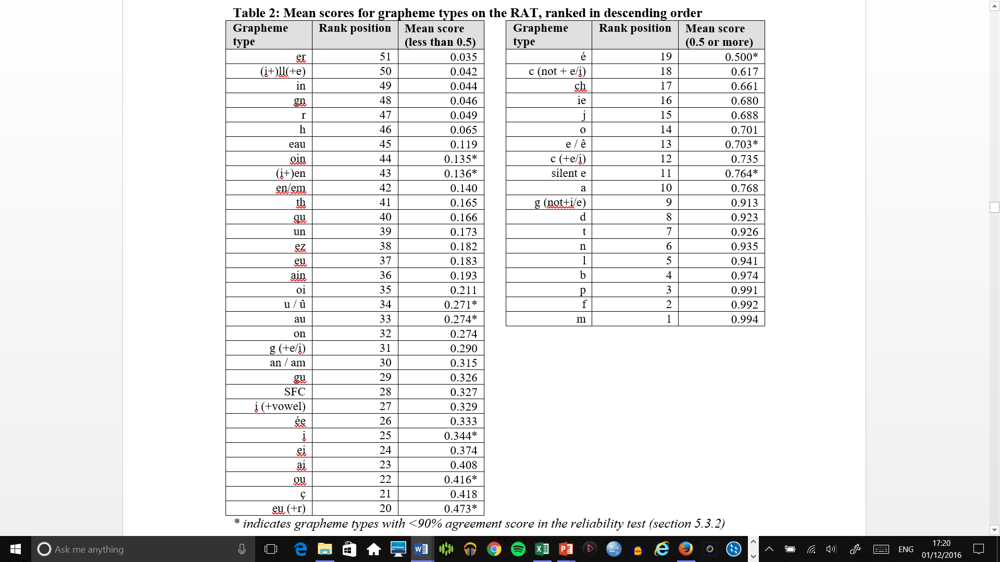 Table 2: Mean scores for grapheme types on the RAT, ranked in descending order
Grapheme type Rank position Mean score (less than 0.5)
er 51 0.035
(i+)ll(+e) 50 0.042
in 49 0.044
gn 48 0.046
r 47 0.049
h 46 0.065
eau 45 0.119
oin 44 0.135*
(i+)en 43 0.136*
en/em 42 0.140
th 41 0.165
qu 40 0.166
un 39 0.173
ez 38 0.182
eu 37 0.183
ain 36 0.193
oi 35 0.211
u / û 34 0.271*
au 33 0.274*
on 32 0.274
g (+e/i) 31 0.290
an / am 30 0.315
gu 29 0.326
SFC 28 0.327
i (+vowel) 27 0.329
ée 26 0.333
i 25 0.344*
ei 24 0.374
ai 23 0.408
ou 22 0.416*
ç 21 0.418
eu (+r) 20 0.473*
Grapheme type Rank position Mean score (0.5 or more)
é 19 0.500*
c (not + e/i) 18 0.617
ch 17 0.661
ie 16 0.680
j 15 0.688
o 14 0.701
e / ê 13 0.703*
c (+e/i) 12 0.735
silent e 11 0.764*
a 10 0.768
g (not+i/e) 9 0.913
d 8 0.923
t 7 0.926
n 6 0.935
l 5 0.941
b 4 0.974
p 3 0.991
f 2 0.992
m 1 0.994
* indicates grapheme types with <90% agreement score in the reliability test (section 5.3.2)
Ask me anything
ENG
17:20
01/12/2016